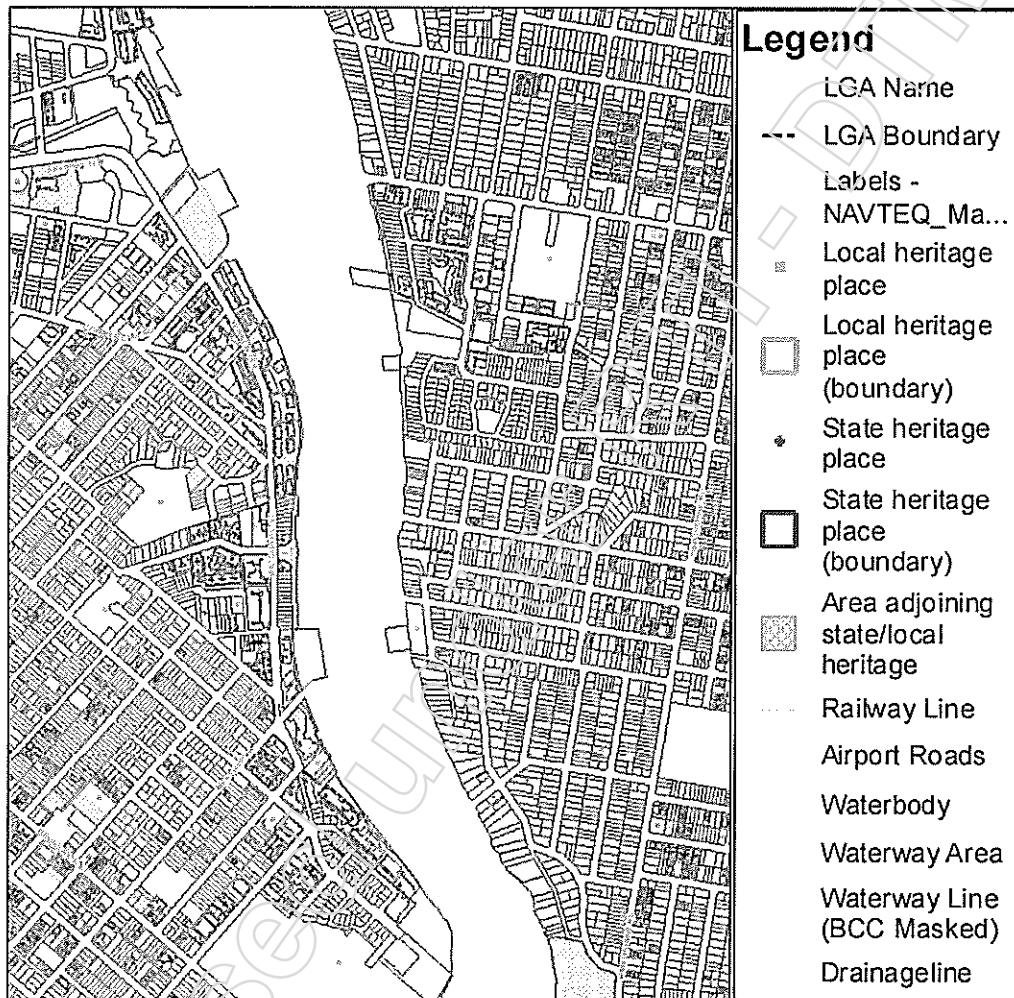 Legend
LGA Name
LGA Boundary
Labels -
NAVTEQ_Ma...
Local heritage
place
Local heritage
place
(boundary)
State heritage
place
State heritage
place
(boundary)
Area adjoining
state/local
heritage
Railway Line
Airport Roads
Waterbody
Waterway Area
Waterway Line
(BCC Masked)
Drainageline